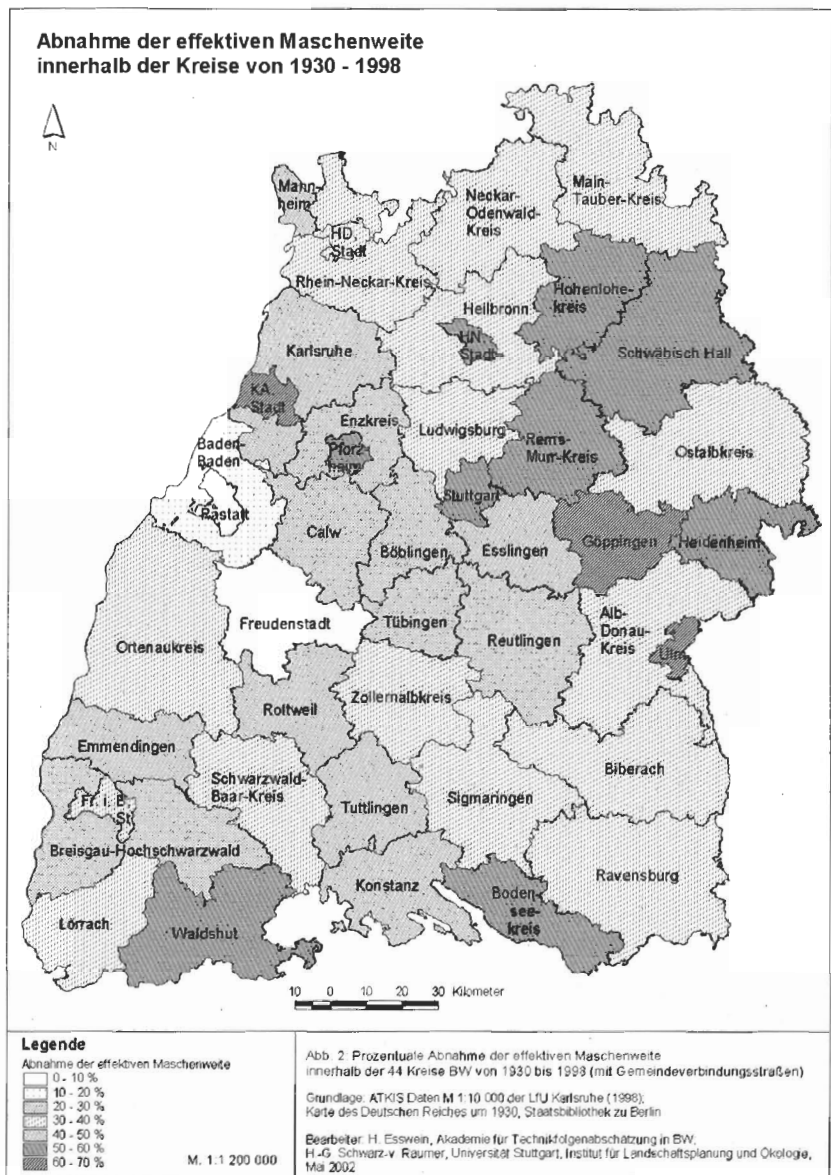 Abnahme der effektiven Maschenweite
innerhalb der Kreise von 1930 - 1998
N
Mann-
heim
HD.
Stadt
Rhein-Neckar-Kreis
Neckar-
Odenwald-
Kreis
Main-
Tauber-Kreis
Heilbronn
HN.
Stadt
Hohenlohe-
kreis
Schwäbisch Hall
Karlsruhe
KA.
Stadt
Enzkreis
Pforz-
heim
Ludwigsburg
Rems-
Murr-Kreis
Ostalbkreis
Baden-
Baden
Rastatt
Stuttgart
Calw
Böblingen
Esslingen
Göppingen
Heidenheim
Freudenstadt
Tübingen
Reutlingen
Alb-
Donau-
Kreis
Ulm
Ortenaukreis
Zollernalbkreis
Rottweil
Emmendingen
Biberach
Schwarzwald-
Baar-Kreis
Fr. i. B.
St
Tuttlingen
Sigmaringen
Breisgau-Hochschwarzwald
Ravensburg
Konstanz
Boden-
see-
kreis
Lörrach
Waldshut
10 0 10 20 30 Kilometer
Legende
Abnahme der effektiven Maschenweite
0 - 10 %
10 - 20 %
20 - 30 %
30 - 40 %
40 - 50 %
50 - 60 %
60 - 70 %
M. 1:1 200 000
Abb. 2: Prozentuale Abnahme der effektiven Maschenweite
innerhalb der 44 Kreise BW von 1930 bis 1998 (mit Gemeindeverbindungsstraßen)
Grundlage: ATKIS Daten M 1:10 000 der LfU Karlsruhe (1998);
Karte des Deutschen Reiches um 1930, Staatsbibliothek zu Berlin
Bearbeiter: H. Esswein, Akademie für Technikfolgenabschätzung in BW;
H.-G. Schwarz-v. Raumer, Universität Stuttgart, Institut für Landschaftsplanung und Ökologie,
Mai 2002